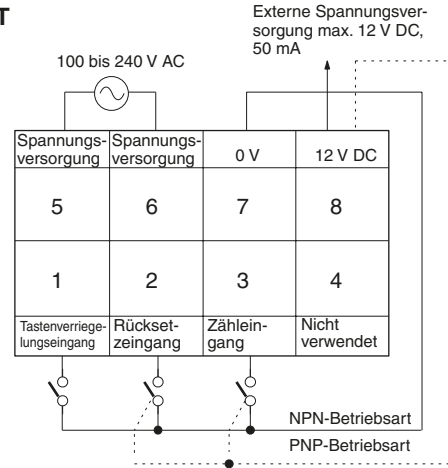 T
Externe Spannungsver-
sorgung max. 12 V DC,
50 mA
100 bis 240 V AC
Spannungs-
versorgung
Spannungs-
versorgung
0 V
12 V DC
5
6
7
8
1
2
3
4
Tastenverriege-
lungseingang
Rückset-
zeingang
Zählein-
gang
Nicht
verwendet
NPN-Betriebsart
PNP-Betriebsart